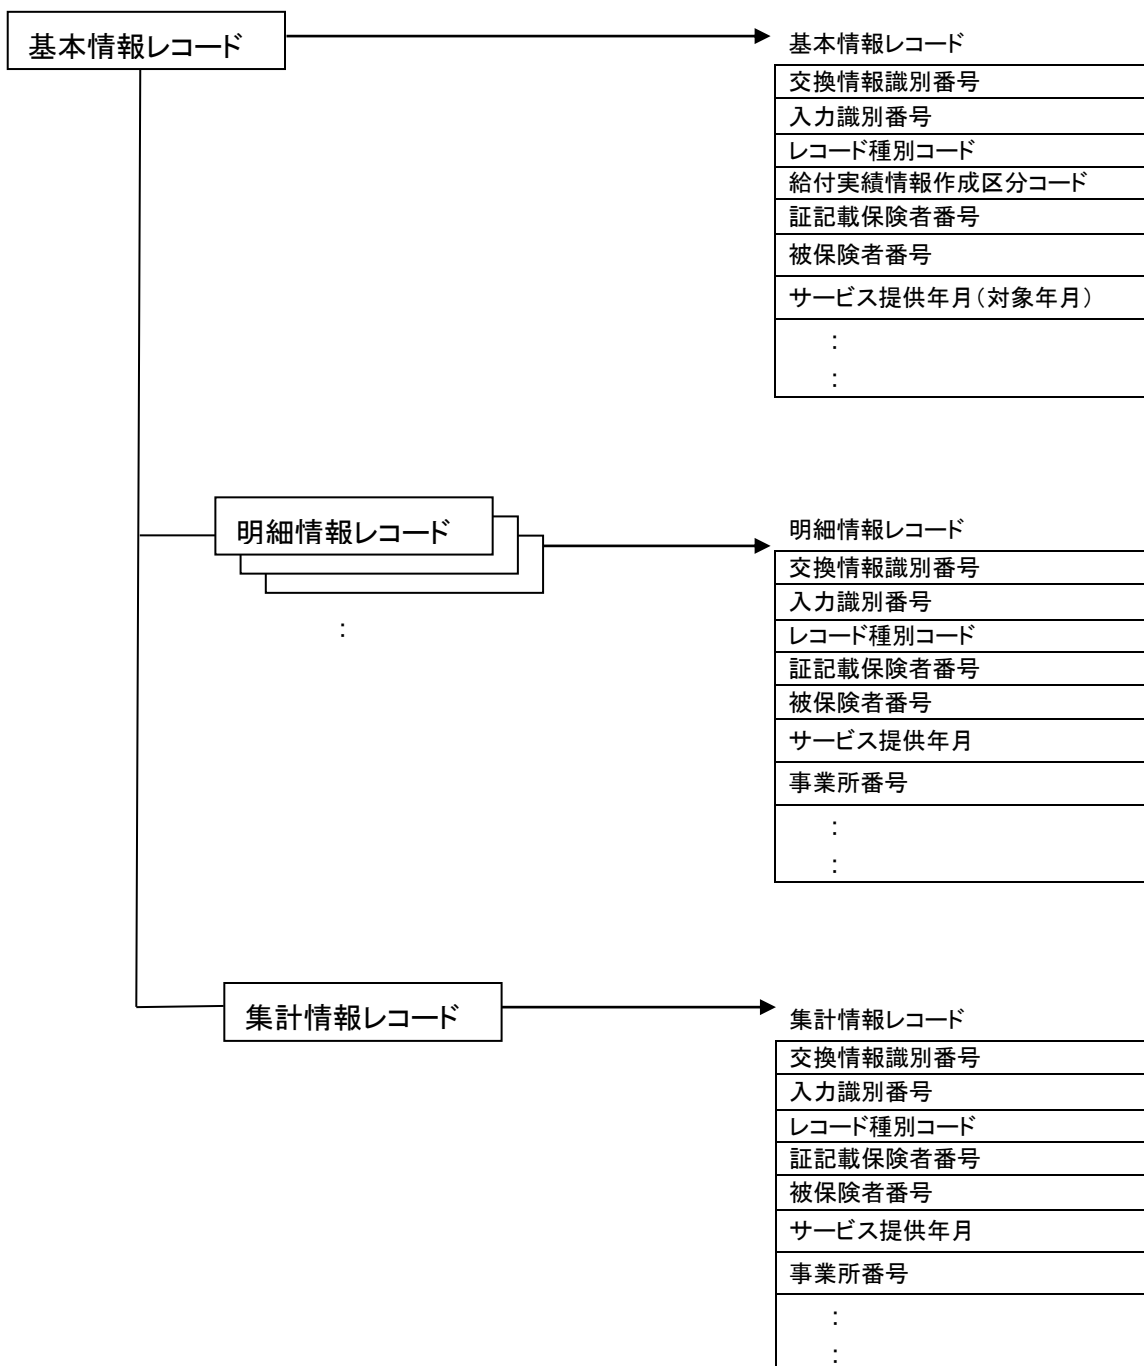 基本情報レコード
基本情報レコード
交換情報識別番号
入力識別番号
レコード種別コード
給付実績情報作成区分コード
証記載保険者番号
被保険者番号
サービス提供年月(対象年月)
:
:
明細情報レコード
:
明細情報レコード
交換情報識別番号
入力識別番号
レコード種別コード
証記載保険者番号
被保険者番号
サービス提供年月
事業所番号
:
:
集計情報レコード
集計情報レコード
交換情報識別番号
入力識別番号
レコード種別コード
証記載保険者番号
被保険者番号
サービス提供年月
事業所番号
:
: